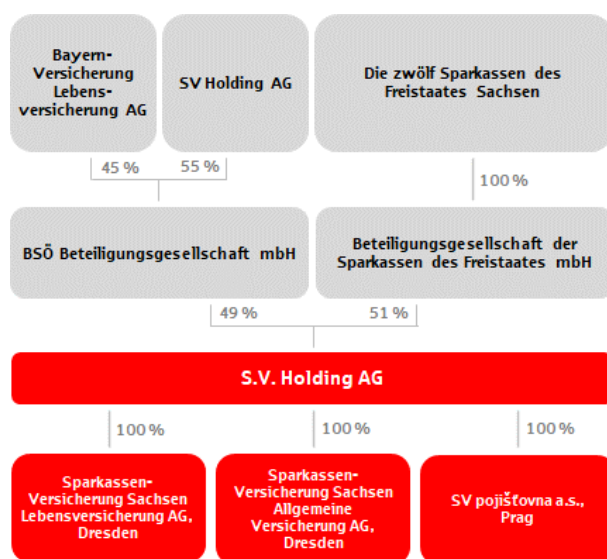 Bayern-
Versicherung
Lebens-
versicherung AG
SV Holding AG
Die zwölf Sparkassen des
Freistaates Sachsen
45 %
55 %
100 %
BSÖ Beteiligungsgesellschaft mbH
Beteiligungsgesellschaft der
Sparkassen des Freistaates mbH
49 %
51 %
S.V. Holding AG
100 %
100 %
100 %
Sparkassen-
Versicherung Sachsen
Lebensversicherung AG,
Dresden
Sparkassen-
Versicherung Sachsen
Allgemeine
Versicherung AG,
Dresden
SV pojišťovna a.s.,
Prag